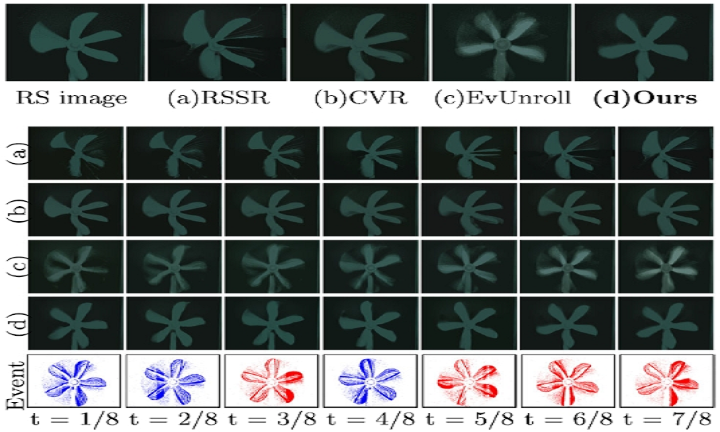 RS image (a)RSSR (b)CVR (c)EvUnroll (d)Ours
(a)
(b)
(c)
(d)
Event
t = 1/8 t = 2/8 t = 3/8 t = 4/8 t = 5/8 t = 6/8 t = 7/8